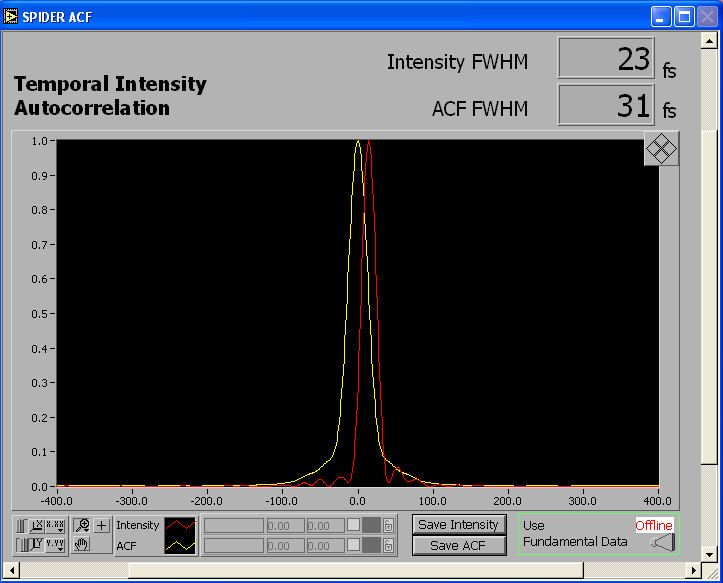 SPIDER ACF
Temporal Intensity
Autocorrelation
Intensity FWHM
23
fs
ACF FWHM
31
fs
1.0
0.9
0.8
0.7
0.6
0.5
0.4
0.3
0.2
0.1
0.0
-400.0 -300.0 -200.0 -100.0 0.0 100.0 200.0 300.0 400.0
X 8.88
Y Y.YY
Intensity
ACF
0.00 0.00
0.00 0.00
Save Intensity
Save ACF
Use
Fundamental Data
Offline